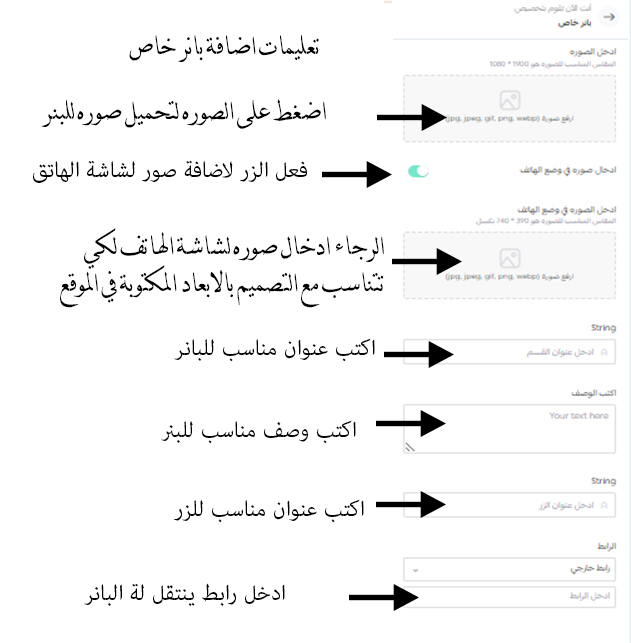 أنت الآن تقوم بتخصيص
بانر خاص
تعليمات اضافة بانر خاص
ادخل الصوره
المقاس المناسب للصوره هو 1900 * 1080
اضغط على الصوره لتحميل صوره للبنر
ارفع صورة (jpg, jpeg, gif, png, webp)
فعل الزر لاضافة صور لشاشة الهاتق
ادخال صوره في وضع الهاتف
ادخل الصوره في وضع الهاتف
المقاس المناسب للصوره هو 390 * 740 بكسل
الرجاء ادخال صوره لشاشة الهاتف لكي
تتناسب مع التصميم بالابعاد المكتوبة في الموقع
ارفع صورة (jpg, jpeg, gif, png, webp)
String
اكتب عنوان مناسب للبانر
ادخل عنوان القسم
اكتب الوصف
Your text here
اكتب وصف مناسب للبنر
String
اكتب عنوان مناسب للزر
ادخل عنوان الزر
الرابط
رابط خارجي
ادخل الرابط
ادخل رابط ينتقل لة البانر